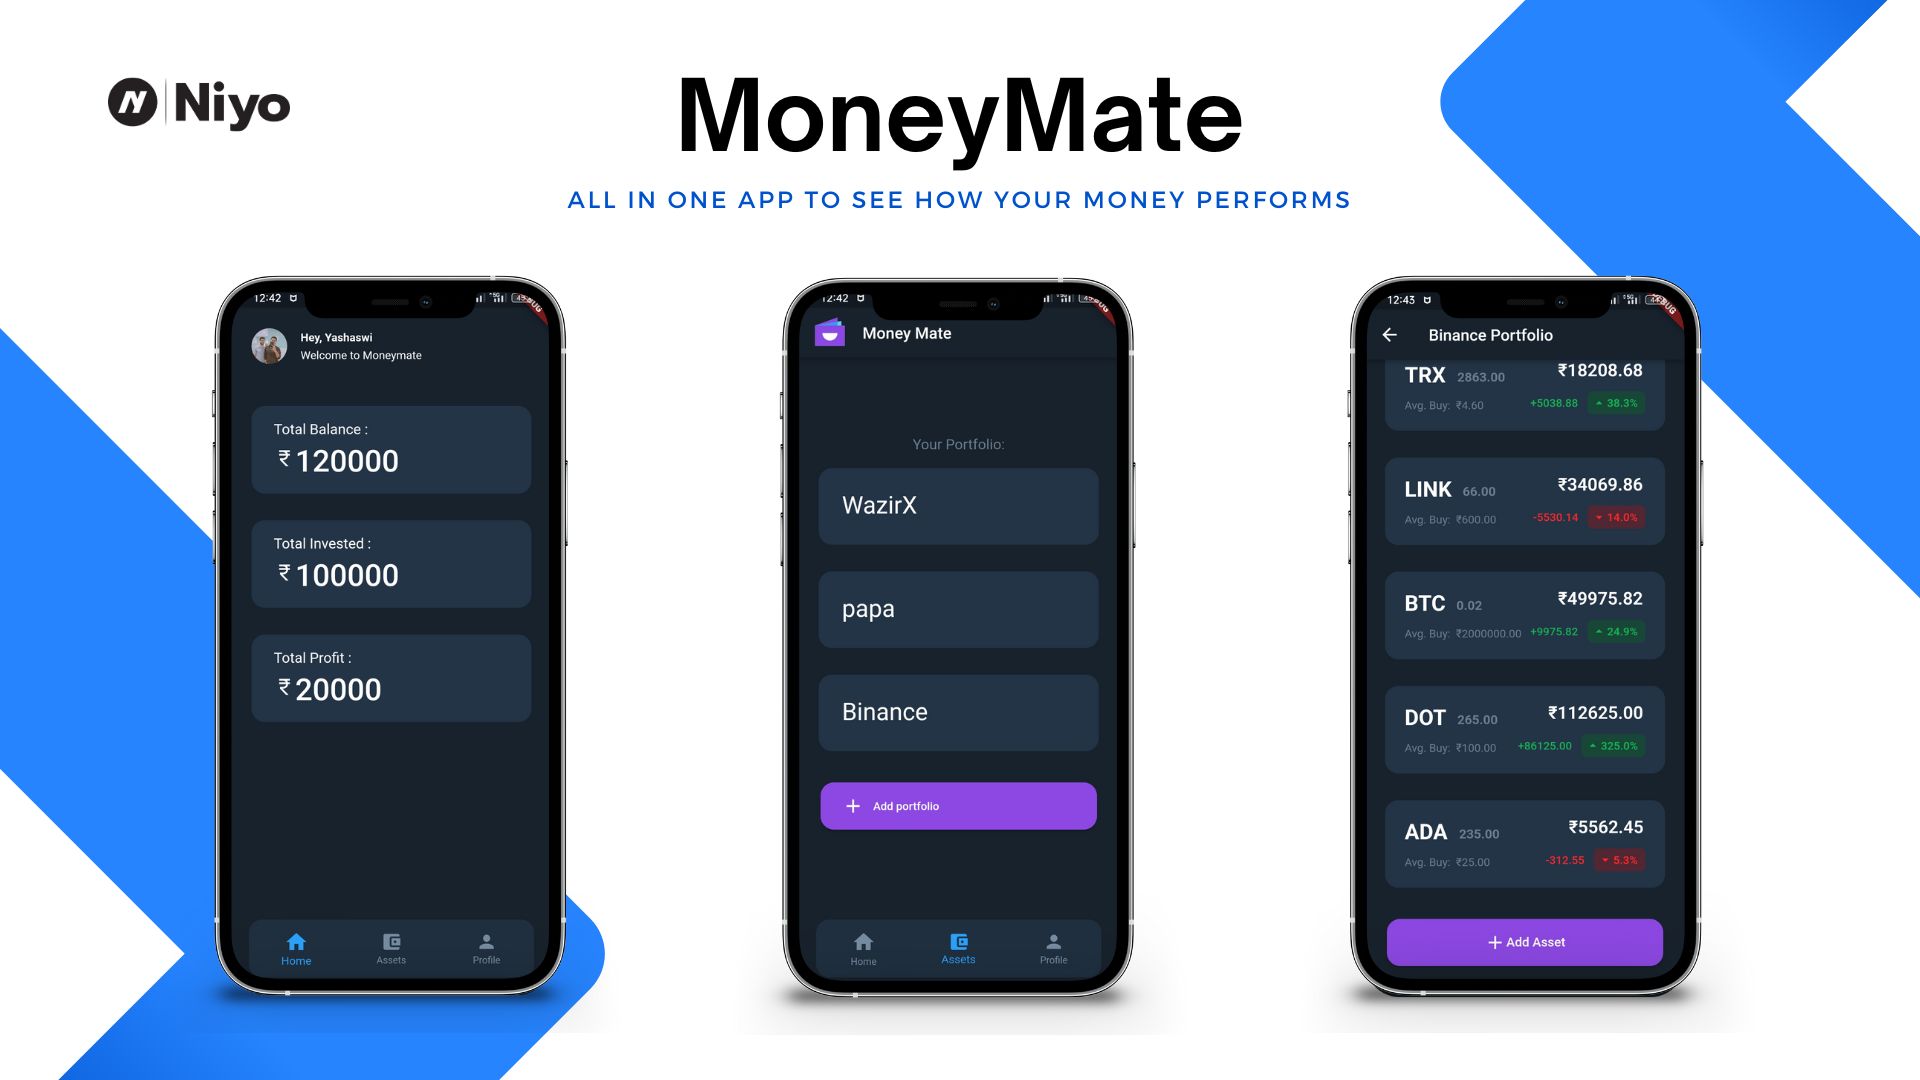 Niyo
MoneyMate
ALL IN ONE APP TO SEE HOW YOUR MONEY PERFORMS
12:42
Hey, Yashaswi
Welcome to Moneymate
Total Balance :
₹ 120000
Total Invested :
₹ 100000
Total Profit :
₹ 20000
Home Assets Profile
12:42
Money Mate
Your Portfolio:
WazirX
papa
Binance
+ Add portfolio
Home Assets Profile
12:43
Binance Portfolio
TRX 2863.00 ₹18208.68
Avg. Buy: ₹4.60 +5038.88 38.3%
LINK 66.00 ₹34069.86
Avg. Buy: ₹600.00 -5530.14 14.0%
BTC 0.02 ₹49975.82
Avg. Buy: ₹2000000.00 +9975.82 24.9%
DOT 265.00 ₹112625.00
Avg. Buy: ₹100.00 +86125.00 325.0%
ADA 235.00 ₹5562.45
Avg. Buy: ₹25.00 -312.55 5.3%
+ Add Asset